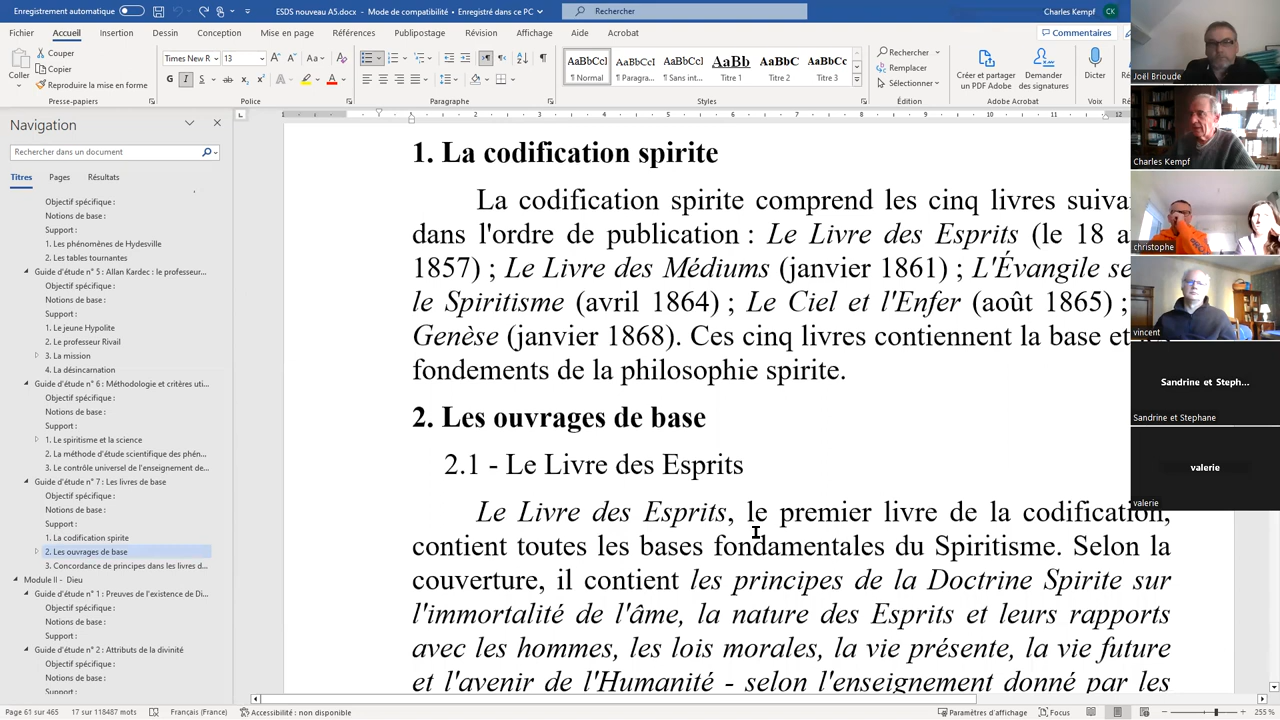 Enregistrement automatique
ESDS nouveau A5.docx - Mode de compatibilité • Enregistré dans ce PC
Rechercher
Charles Kempf
CK
Fichier Accueil Insertion Dessin Conception Mise en page Références Publipostage Révision Affichage Aide Acrobat
Commentaires
Coller
Couper
Copier
Reproduire la mise en forme
Presse-papiers
Times New R
13
Police
Paragraphe
AaBbCcI
¶ Normal
AaBbCcI
¶ Paragra...
AaBbCcI
¶ Sans int...
AaBb
Titre 1
AaBbC
Titre 2
AaBbCc
Titre 3
Styles
Rechercher
Remplacer
Sélectionner
Édition
Créer et partager
un PDF Adobe
Demander
des signatures
Adobe Acrobat
Dicter
Voix
Navigation
Rechercher dans un document
Titres Pages Résultats
Objectif spécifique :
Notions de base :
Support :
1. Les phénomènes de Hydesville
2. Les tables tournantes
Guide d'étude n° 5 : Allan Kardec : le professeur...
Objectif spécifique :
Notions de base :
Support :
1. Le jeune Hypolite
2. Le professeur Rivail
3. La mission
4. La désincarnation
Guide d'étude n° 6 : Méthodologie et critères uti...
Objectif spécifique :
Notions de base :
Support :
1. Le spiritisme et la science
2. La méthode d'étude scientifique des phén...
3. Le contrôle universel de l'enseignement de...
Guide d'étude n° 7 : Les livres de base
Objectif spécifique :
Notions de base :
Support :
1. La codification spirite
2. Les ouvrages de base
3. Concordance de principes dans les livres d...
Module II - Dieu
Guide d'étude n° 1 : Preuves de l'existence de Di...
Objectif spécifique :
Notions de base :
Support :
Guide d'étude n° 2 : Attributs de la divinité
Objectif spécifique :
Notions de base :
1. La codification spirite
La codification spirite comprend les cinq livres suiva
dans l'ordre de publication : Le Livre des Esprits (le 18 a
1857) ; Le Livre des Médiums (janvier 1861) ; L'Évangile se
le Spiritisme (avril 1864) ; Le Ciel et l'Enfer (août 1865) ;
Genèse (janvier 1868). Ces cinq livres contiennent la base et
fondements de la philosophie spirite.
2. Les ouvrages de base
2.1 - Le Livre des Esprits
Le Livre des Esprits, le premier livre de la codification,
contient toutes les bases fondamentales du Spiritisme. Selon la
couverture, il contient les principes de la Doctrine Spirite sur
l'immortalité de l'âme, la nature des Esprits et leurs rapports
avec les hommes, les lois morales, la vie présente, la vie future
et l'avenir de l'Humanité - selon l'enseignement donné par les
Joël Brioude
Charles Kempf
christophe
vincent
Sandrine et Steph...
Sandrine et Stephane
valerie
valerie
Page 61 sur 465 17 sur 118487 mots Français (France) Accessibilité : non disponible
Paramètres d'affichage Focus 255 %